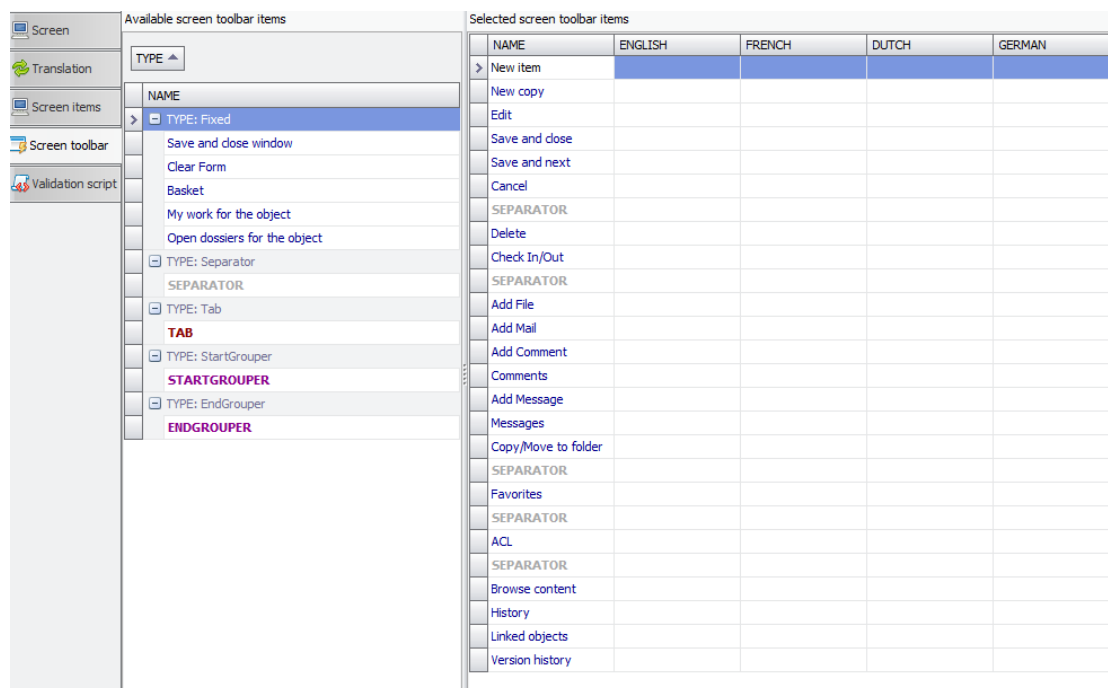 Screen
Translation
Screen items
Screen toolbar
Validation script
Available screen toolbar items
TYPE
NAME
TYPE: Fixed
Save and close window
Clear Form
Basket
My work for the object
Open dossiers for the object
TYPE: Separator
SEPARATOR
TYPE: Tab
TAB
TYPE: StartGrouper
STARTGROUPER
TYPE: EndGrouper
ENDGROUPER
Selected screen toolbar items
NAME ENGLISH FRENCH DUTCH GERMAN
New item
New copy
Edit
Save and close
Save and next
Cancel
SEPARATOR
Delete
Check In/Out
SEPARATOR
Add File
Add Mail
Add Comment
Comments
Add Message
Messages
Copy/Move to folder
SEPARATOR
Favorites
SEPARATOR
ACL
SEPARATOR
Browse content
History
Linked objects
Version history